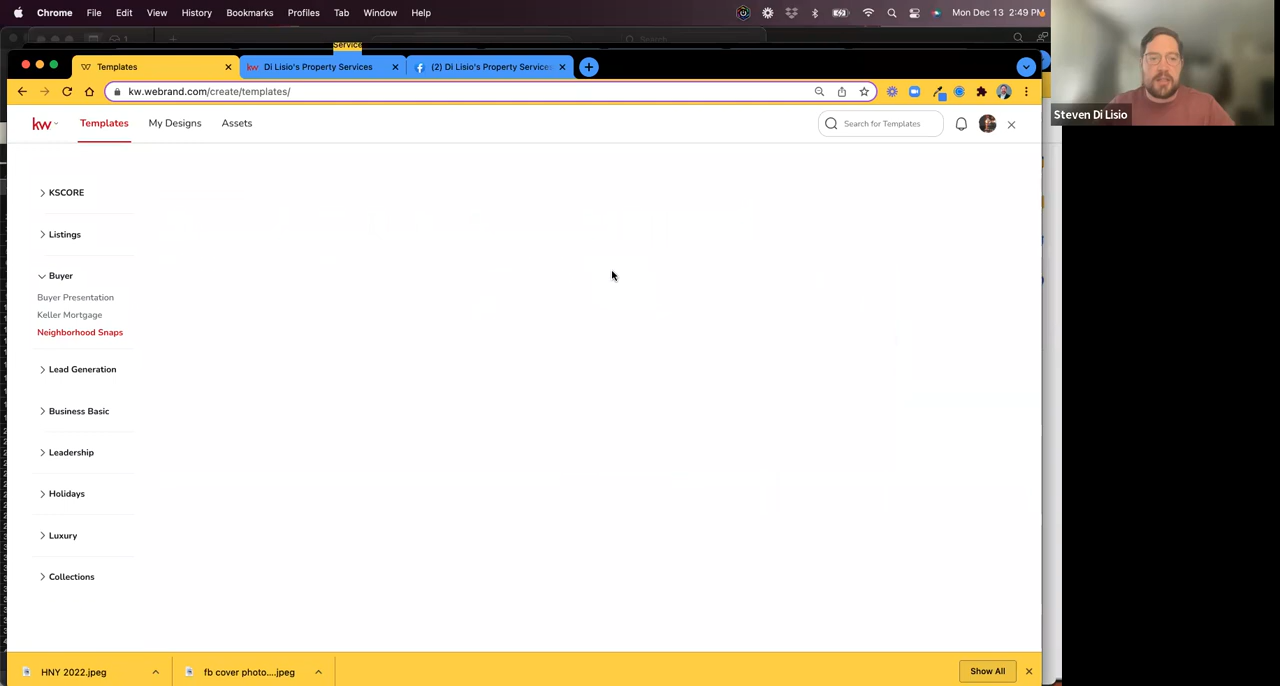 Chrome File Edit View History Bookmarks Profiles Tab Window Help Mon Dec 13 2:49 PM
1 Search
Service
Templates Di Lisio's Property Services (2) Di Lisio's Property Services
kw.webrand.com/create/templates/
Steven Di Lisio
kw Templates My Designs Assets Search for Templates
KSCORE
Listings
Buyer
Buyer Presentation
Keller Mortgage
Neighborhood Snaps
Lead Generation
Business Basic
Leadership
Holidays
Luxury
Collections
HNY 2022.jpeg fb cover photo....jpeg Show All